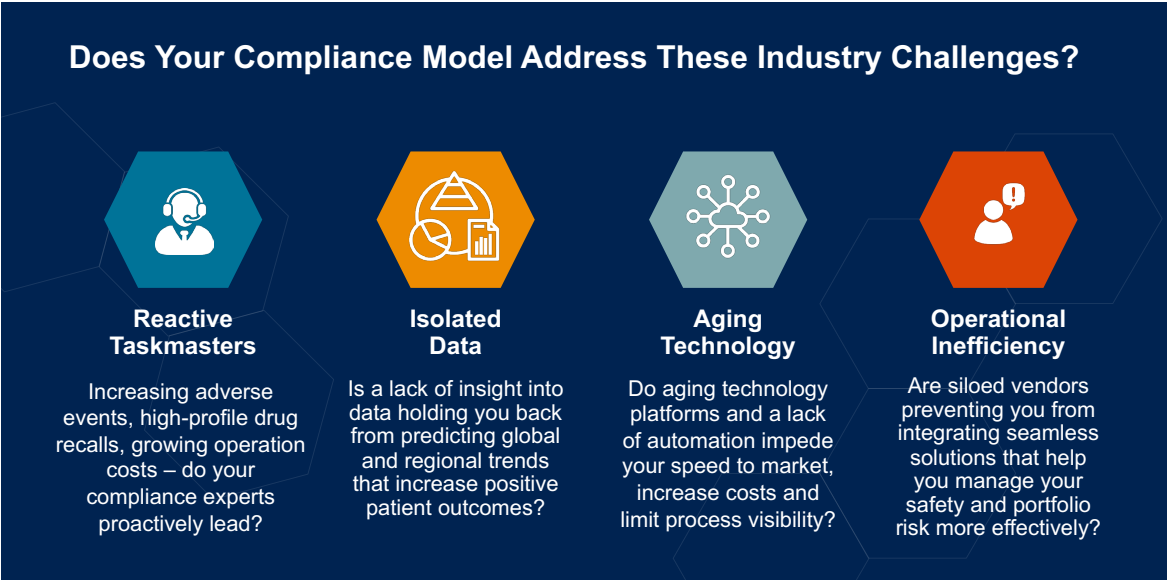 Does Your Compliance Model Address These Industry Challenges?
Reactive
Taskmasters
Increasing adverse
events, high-profile drug
recalls, growing operation
costs – do your
compliance experts
proactively lead?
Isolated
Data
Is a lack of insight into
data holding you back
from predicting global
and regional trends
that increase positive
patient outcomes?
Aging
Technology
Do aging technology
platforms and a lack
of automation impede
your speed to market,
increase costs and
limit process visibility?
Operational
Inefficiency
Are siloed vendors
preventing you from
integrating seamless
solutions that help
you manage your
safety and portfolio
risk more effectively?